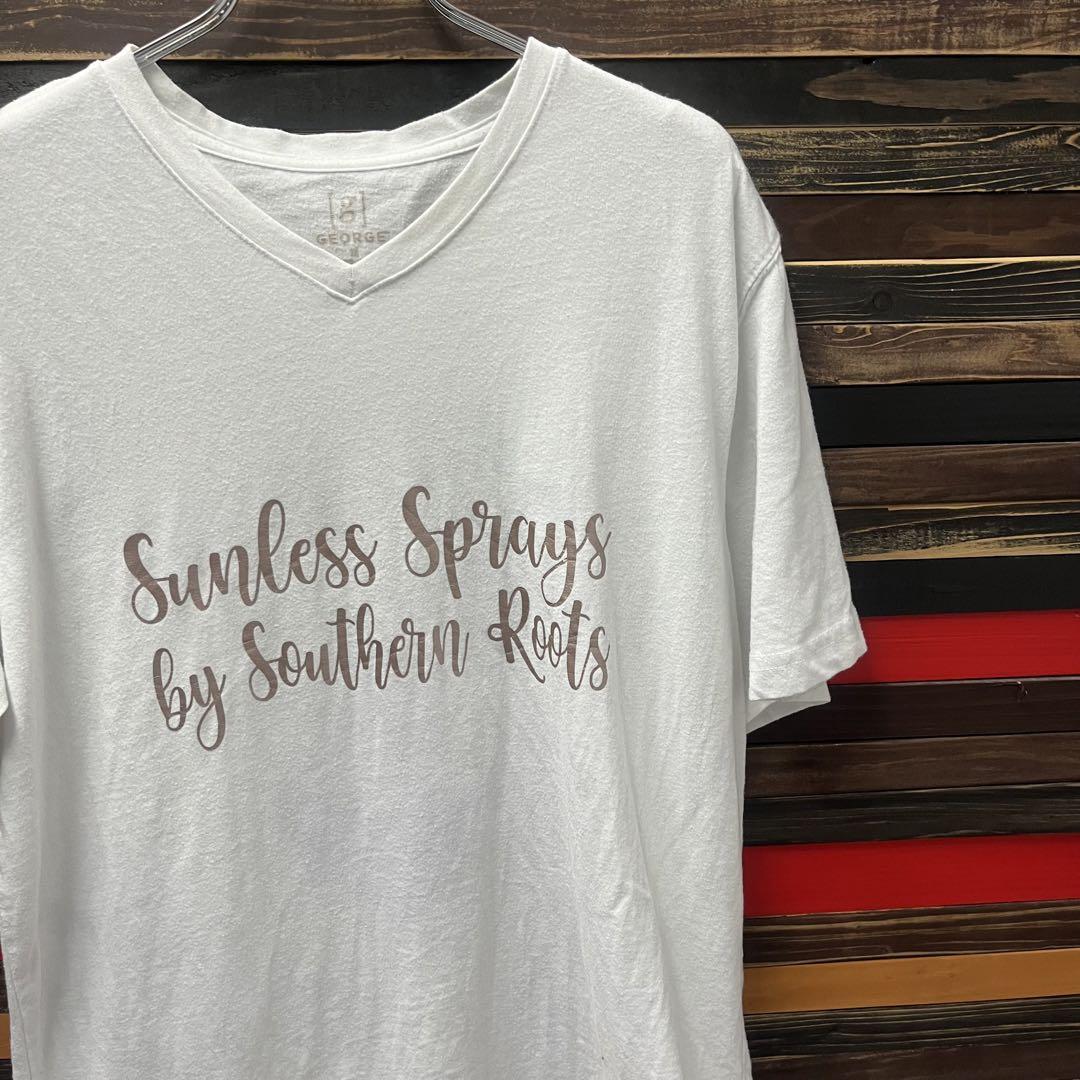 g
GEORGE
Sunless Sprays
by Southern Roots